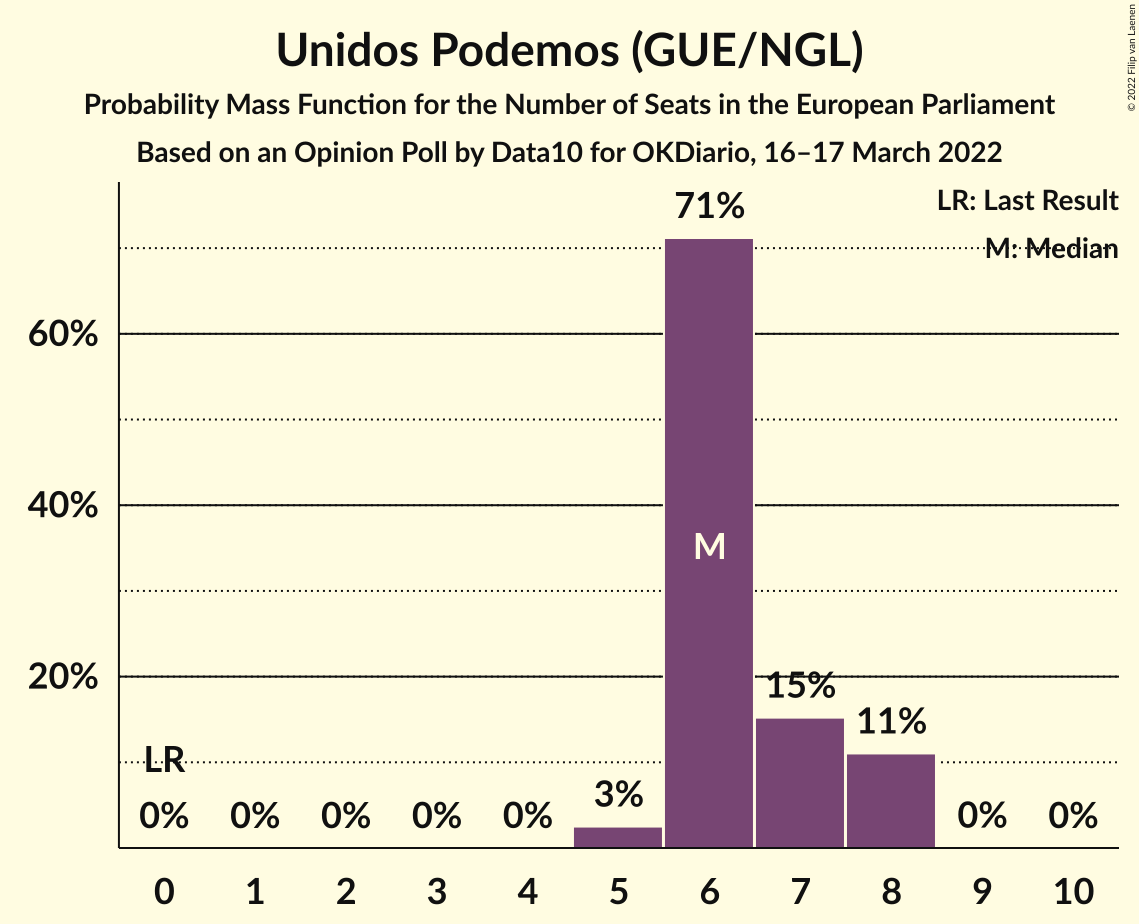 Unidos Podemos (GUE/NGL)
Probability Mass Function for the Number of Seats in the European Parliament
Based on an Opinion Poll by Data10 for OKDiario, 16–17 March 2022
© 2022 Filip van Laenen
LR: Last Result
M: Median
71%
60%
40%
M
20%
15%
11%
LR
3%
0% 0% 0% 0% 0% 0% 0%
0 1 2 3 4 5 6 7 8 9 10